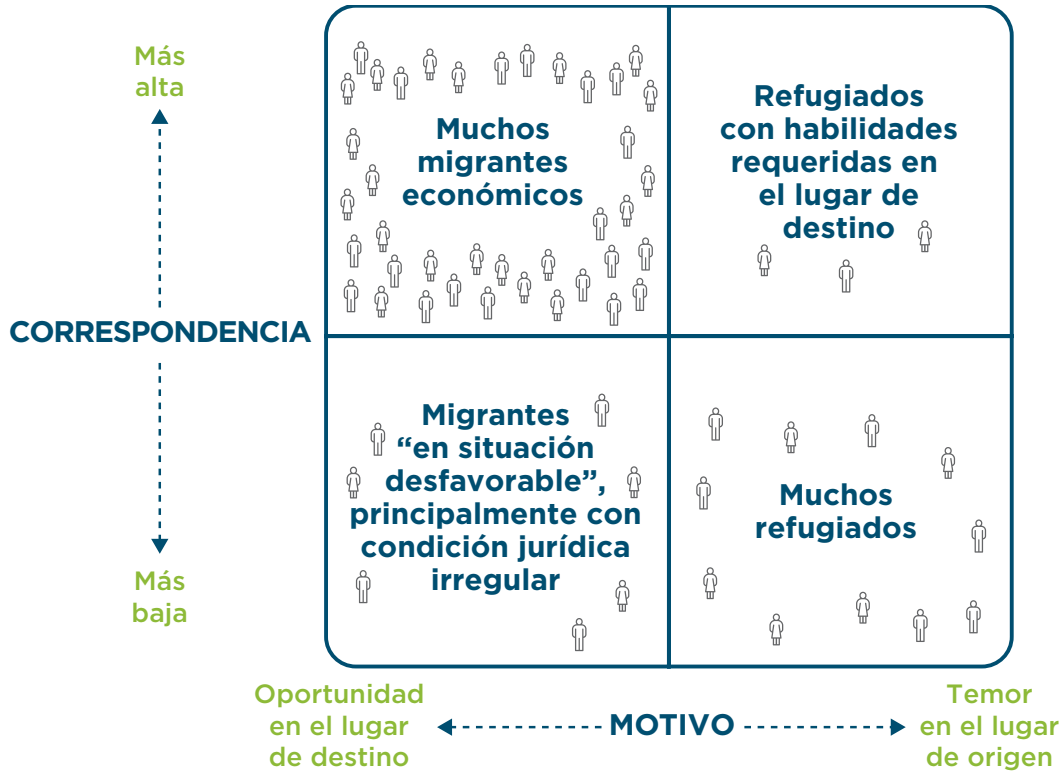 Más
alta
Muchos
migrantes
económicos
Refugiados
con habilidades
requeridas en
el lugar de
destino
CORRESPONDENCIA
Migrantes
“en situación
desfavorable”,
principalmente con
condición jurídica
irregular
Muchos
refugiados
Más
baja
Oportunidad
en el lugar
de destino
MOTIVO
Temor
en el lugar
de origen